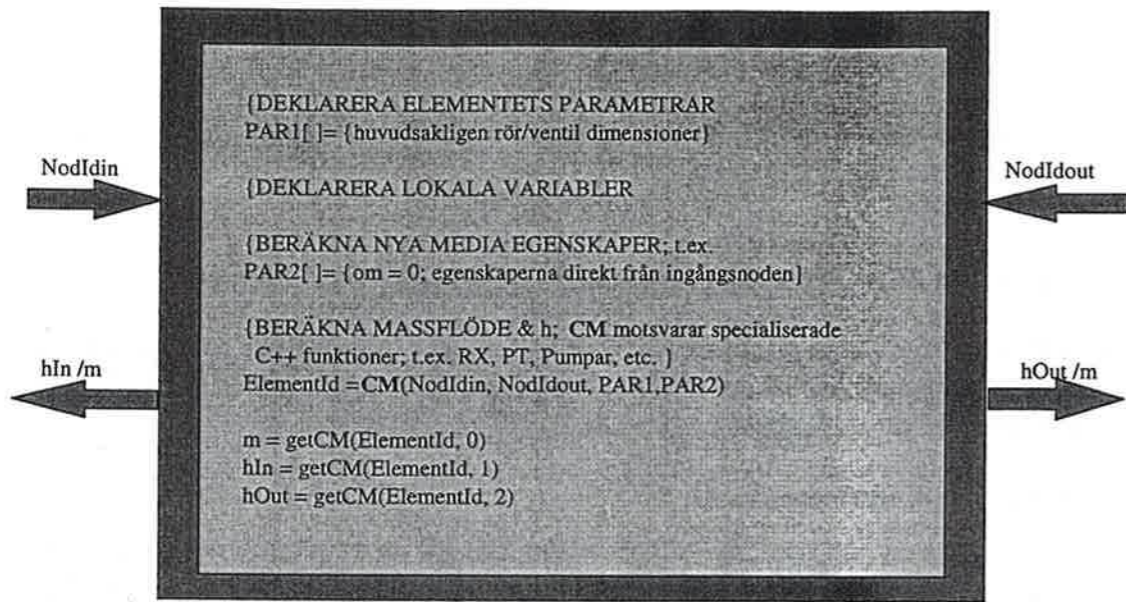 {DEKLARERA ELEMENTETS PARAMETRAR
PAR1[ ]= {huvudsakligen rör/ventil dimensioner}
NodIdin
NodIdout
{DEKLARERA LOKALA VARIABLER
{BERÄKNA NYA MEDIA EGENSKAPER; t.ex.
PAR2[ ]= {om = 0; egenskaperna direkt från ingångsnoden}
{BERÄKNA MASSFLÖDE & h; CM motsvarar specialiserade
C++ funktioner; t.ex. RX, PT, Pumpar, etc. }
hIn /m
hOut /m
ElementId =CM(NodIdin, NodIdout, PAR1,PAR2)
m = getCM(ElementId, 0)
hIn = getCM(ElementId, 1)
hOut = getCM(ElementId, 2)